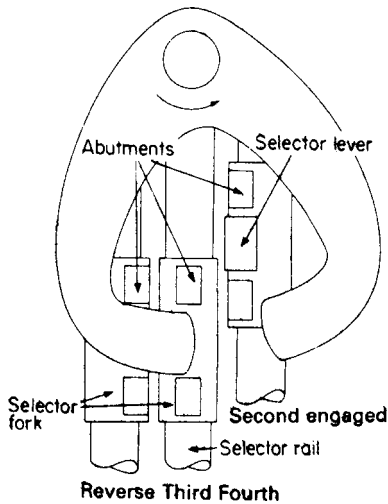 Abutments
Selector lever
Selector
fork
Second engaged
Selector rail
Reverse Third Fourth